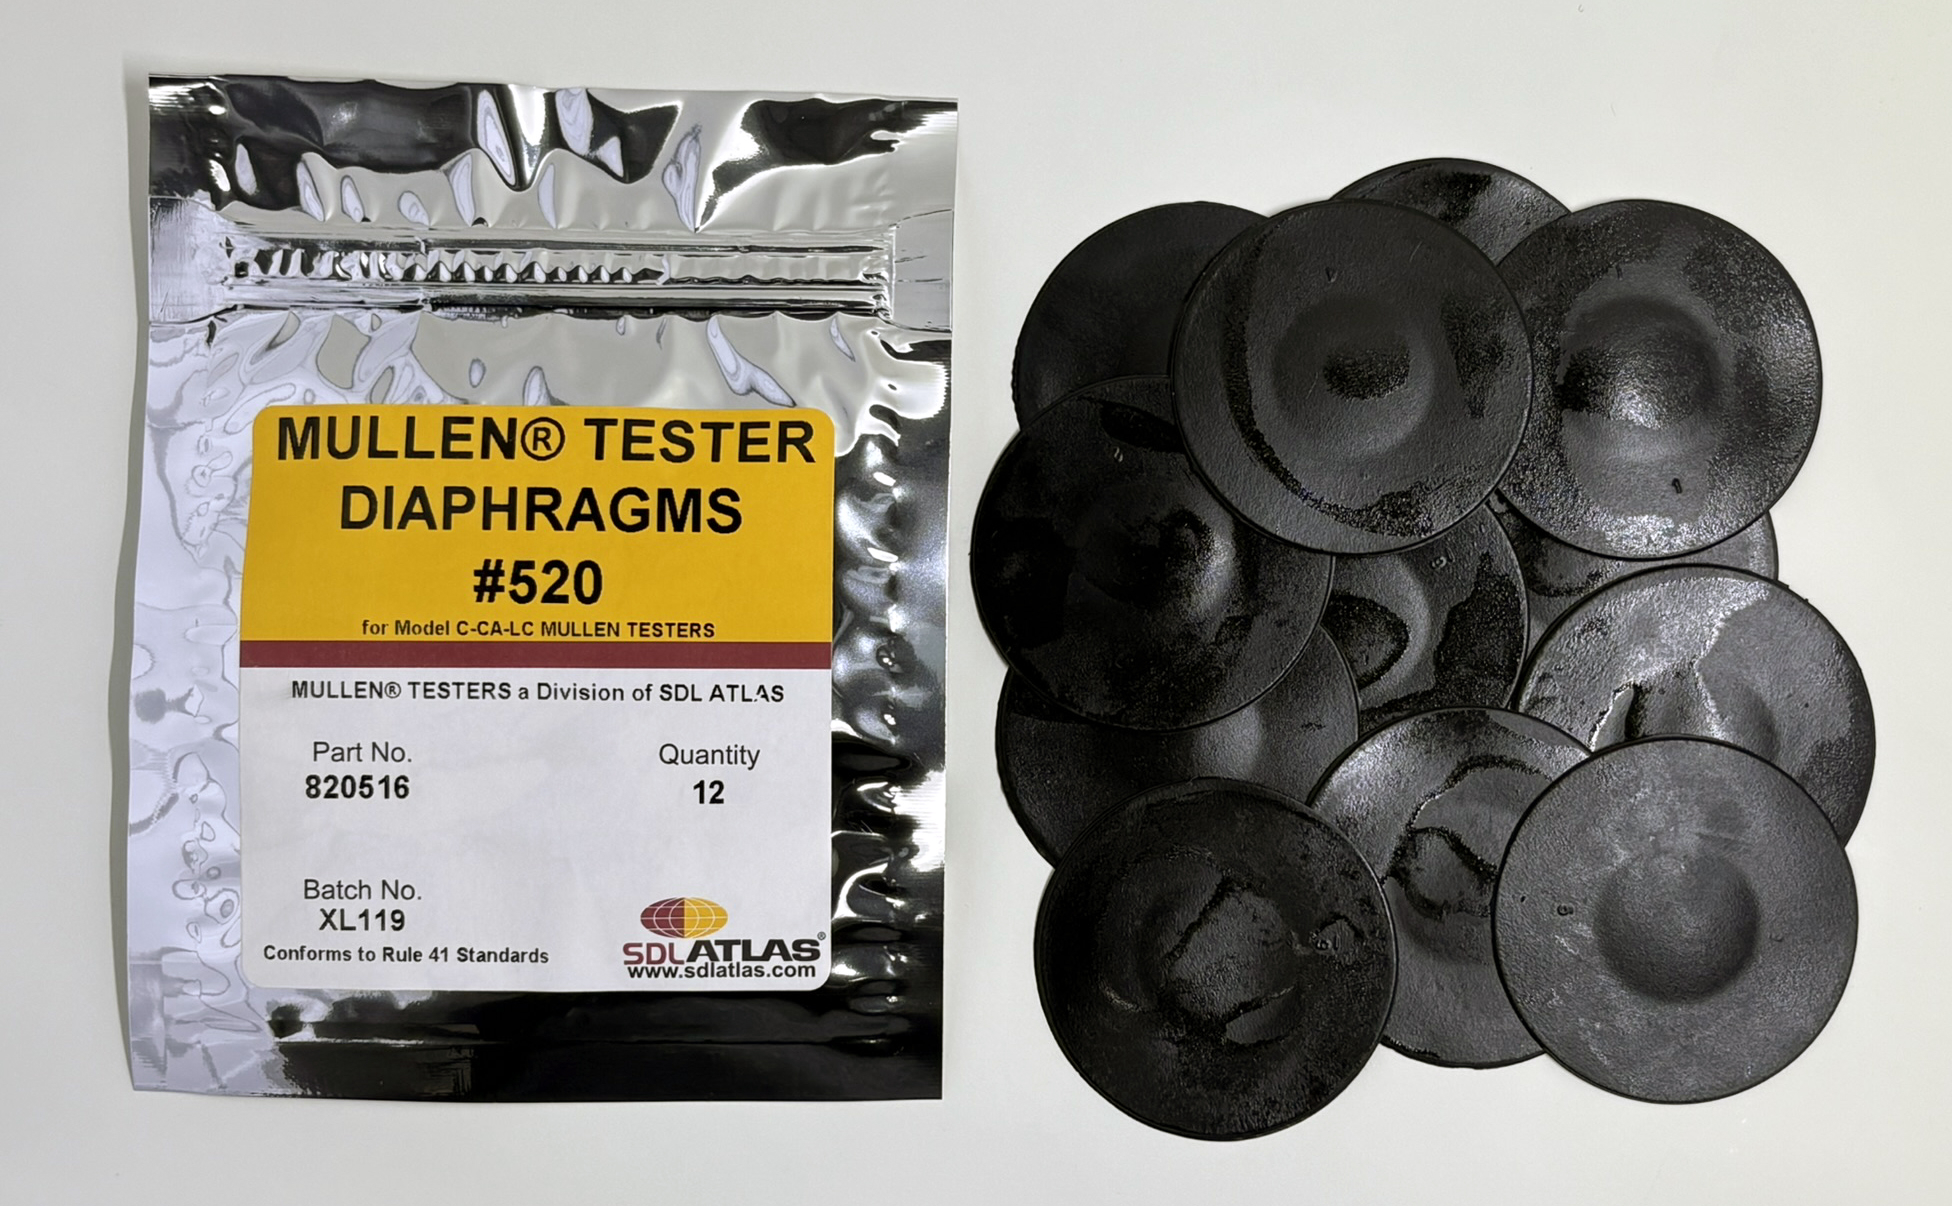 MULLEN® TESTER
DIAPHRAGMS
#520
for Model C-CA-LC MULLEN TESTERS
MULLEN® TESTERS a Division of SDL ATLAS
Part No.
820516
Quantity
12
Batch No.
XL119
Conforms to Rule 41 Standards
SDLATLAS®
www.sdlatlas.com